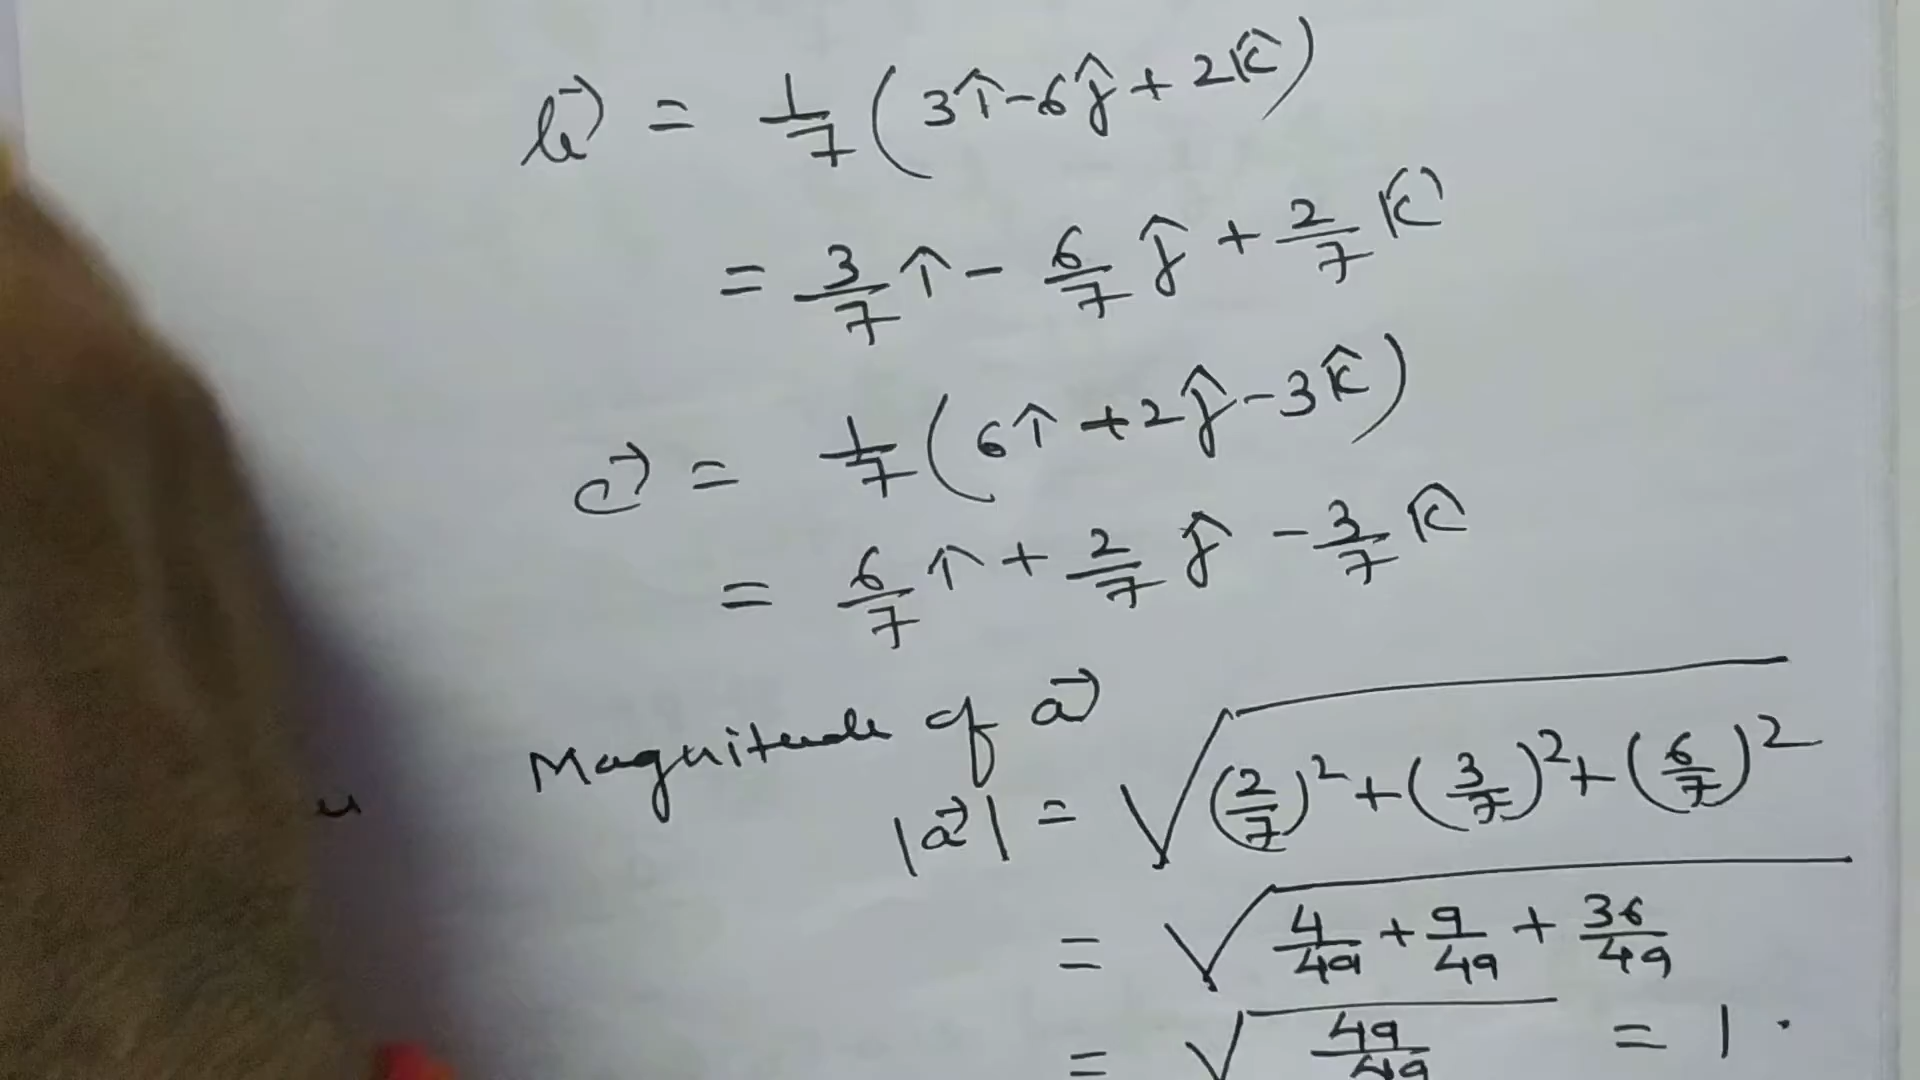 b⃗ = 1/7 (3î - 6ĵ + 2k̂)
= 3/7 î - 6/7 ĵ + 2/7 k̂
c⃗ = 1/7 (6î + 2ĵ - 3k̂)
= 6/7 î + 2/7 ĵ - 3/7 k̂
Magnitude of a⃗
|a⃗| = √((2/7)² + (3/7)² + (6/7)²)
= √(4/49 + 9/49 + 36/49)
= √(49/49) = 1.